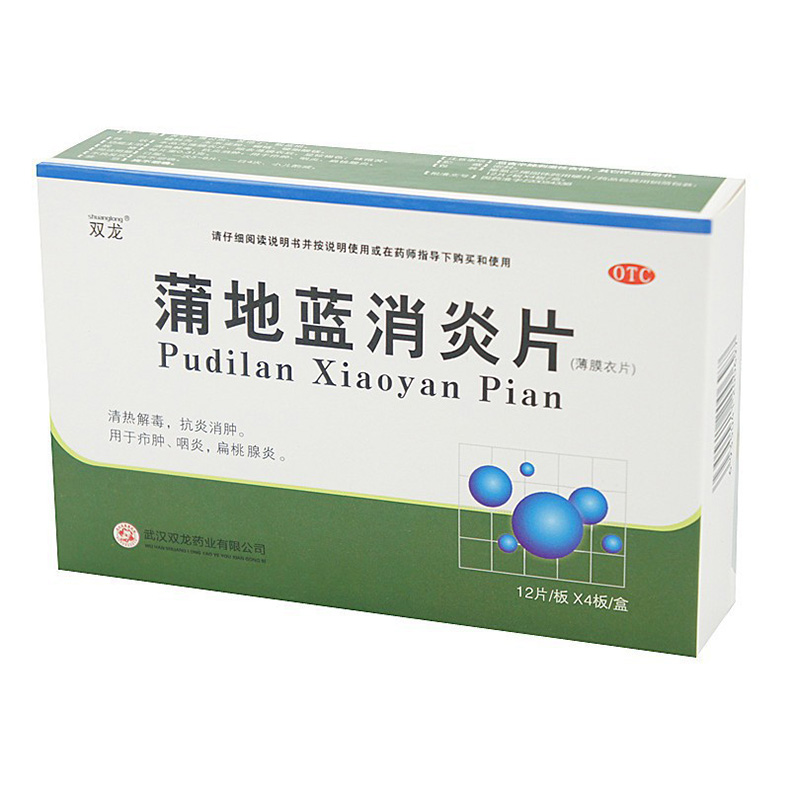 shuanglong®
双龙
请仔细阅读说明书并按说明使用或在药师指导下购买和使用
OTC
蒲地蓝消炎片
(薄膜衣片)
Pudilan Xiaoyan Pian
清热解毒，抗炎消肿。
用于疖肿、咽炎，扁桃腺炎。
武汉双龙药业有限公司
12片/板 X4板/盒